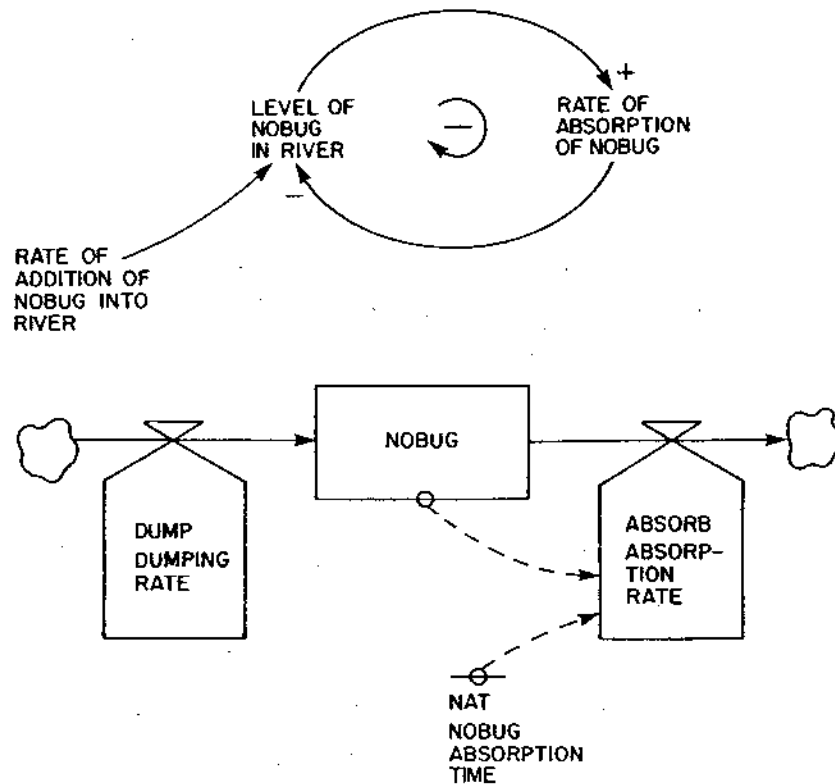 LEVEL OF
NOBUG
IN RIVER
−
+
RATE OF
ABSORPTION
OF NOBUG
−
RATE OF
ADDITION OF
NOBUG INTO
RIVER
NOBUG
DUMP
DUMPING
RATE
ABSORB
ABSORP-
TION
RATE
NAT
NOBUG
ABSORPTION
TIME